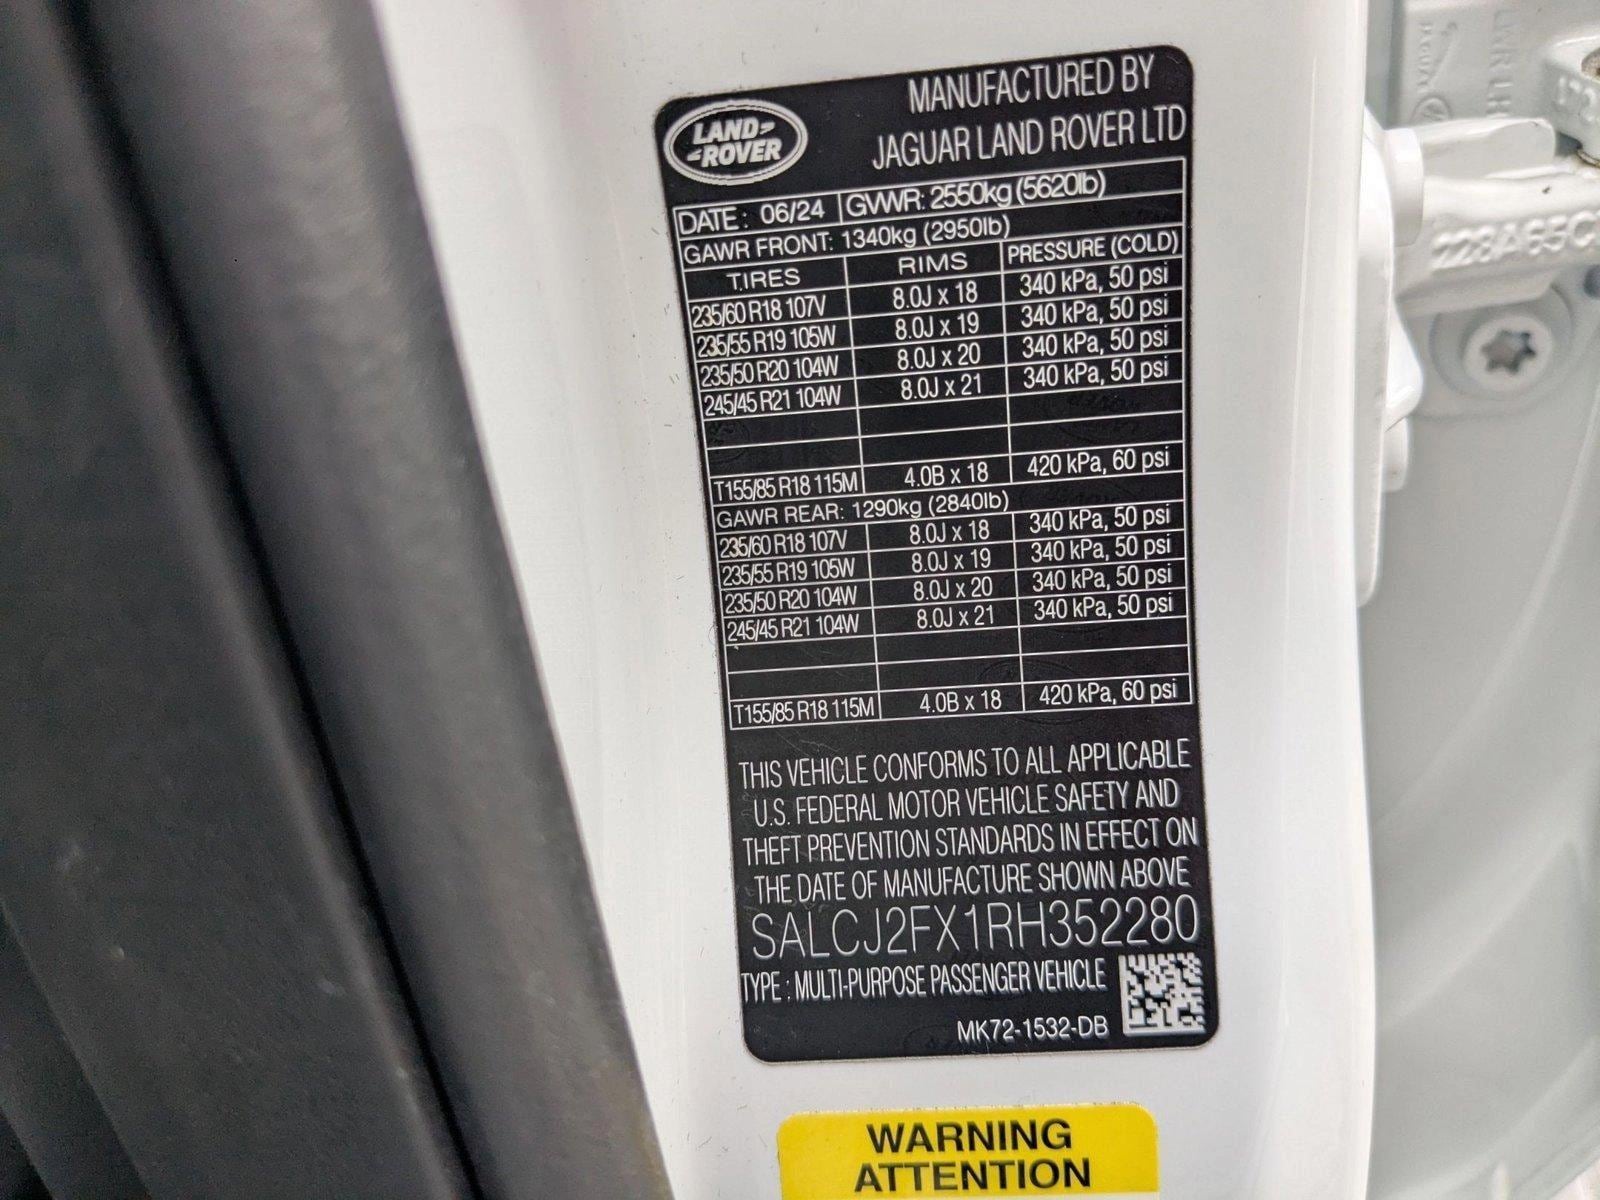 LAND
ROVER
MANUFACTURED BY
JAGUAR LAND ROVER LTD
DATE: 06/24 GVWR: 2550kg (5620lb)
GAWR FRONT: 1340kg (2950lb)
TIRES RIMS PRESSURE (COLD)
235/60 R18 107V 8.0J x 18 340 kPa, 50 psi
235/55 R19 105W 8.0J x 19 340 kPa, 50 psi
235/50 R20 104W 8.0J x 20 340 kPa, 50 psi
245/45 R21 104W 8.0J x 21 340 kPa, 50 psi
T155/85 R18 115M 4.0B x 18 420 kPa, 60 psi
GAWR REAR: 1290kg (2840lb)
235/60 R18 107V 8.0J x 18 340 kPa, 50 psi
235/55 R19 105W 8.0J x 19 340 kPa, 50 psi
235/50 R20 104W 8.0J x 20 340 kPa, 50 psi
245/45 R21 104W 8.0J x 21 340 kPa, 50 psi
T155/85 R18 115M 4.0B x 18 420 kPa, 60 psi
THIS VEHICLE CONFORMS TO ALL APPLICABLE
U.S. FEDERAL MOTOR VEHICLE SAFETY AND
THEFT PREVENTION STANDARDS IN EFFECT ON
THE DATE OF MANUFACTURE SHOWN ABOVE
SALCJ2FX1RH352280
TYPE : MULTI-PURPOSE PASSENGER VEHICLE
MK72-1532-DB
WARNING
ATTENTION